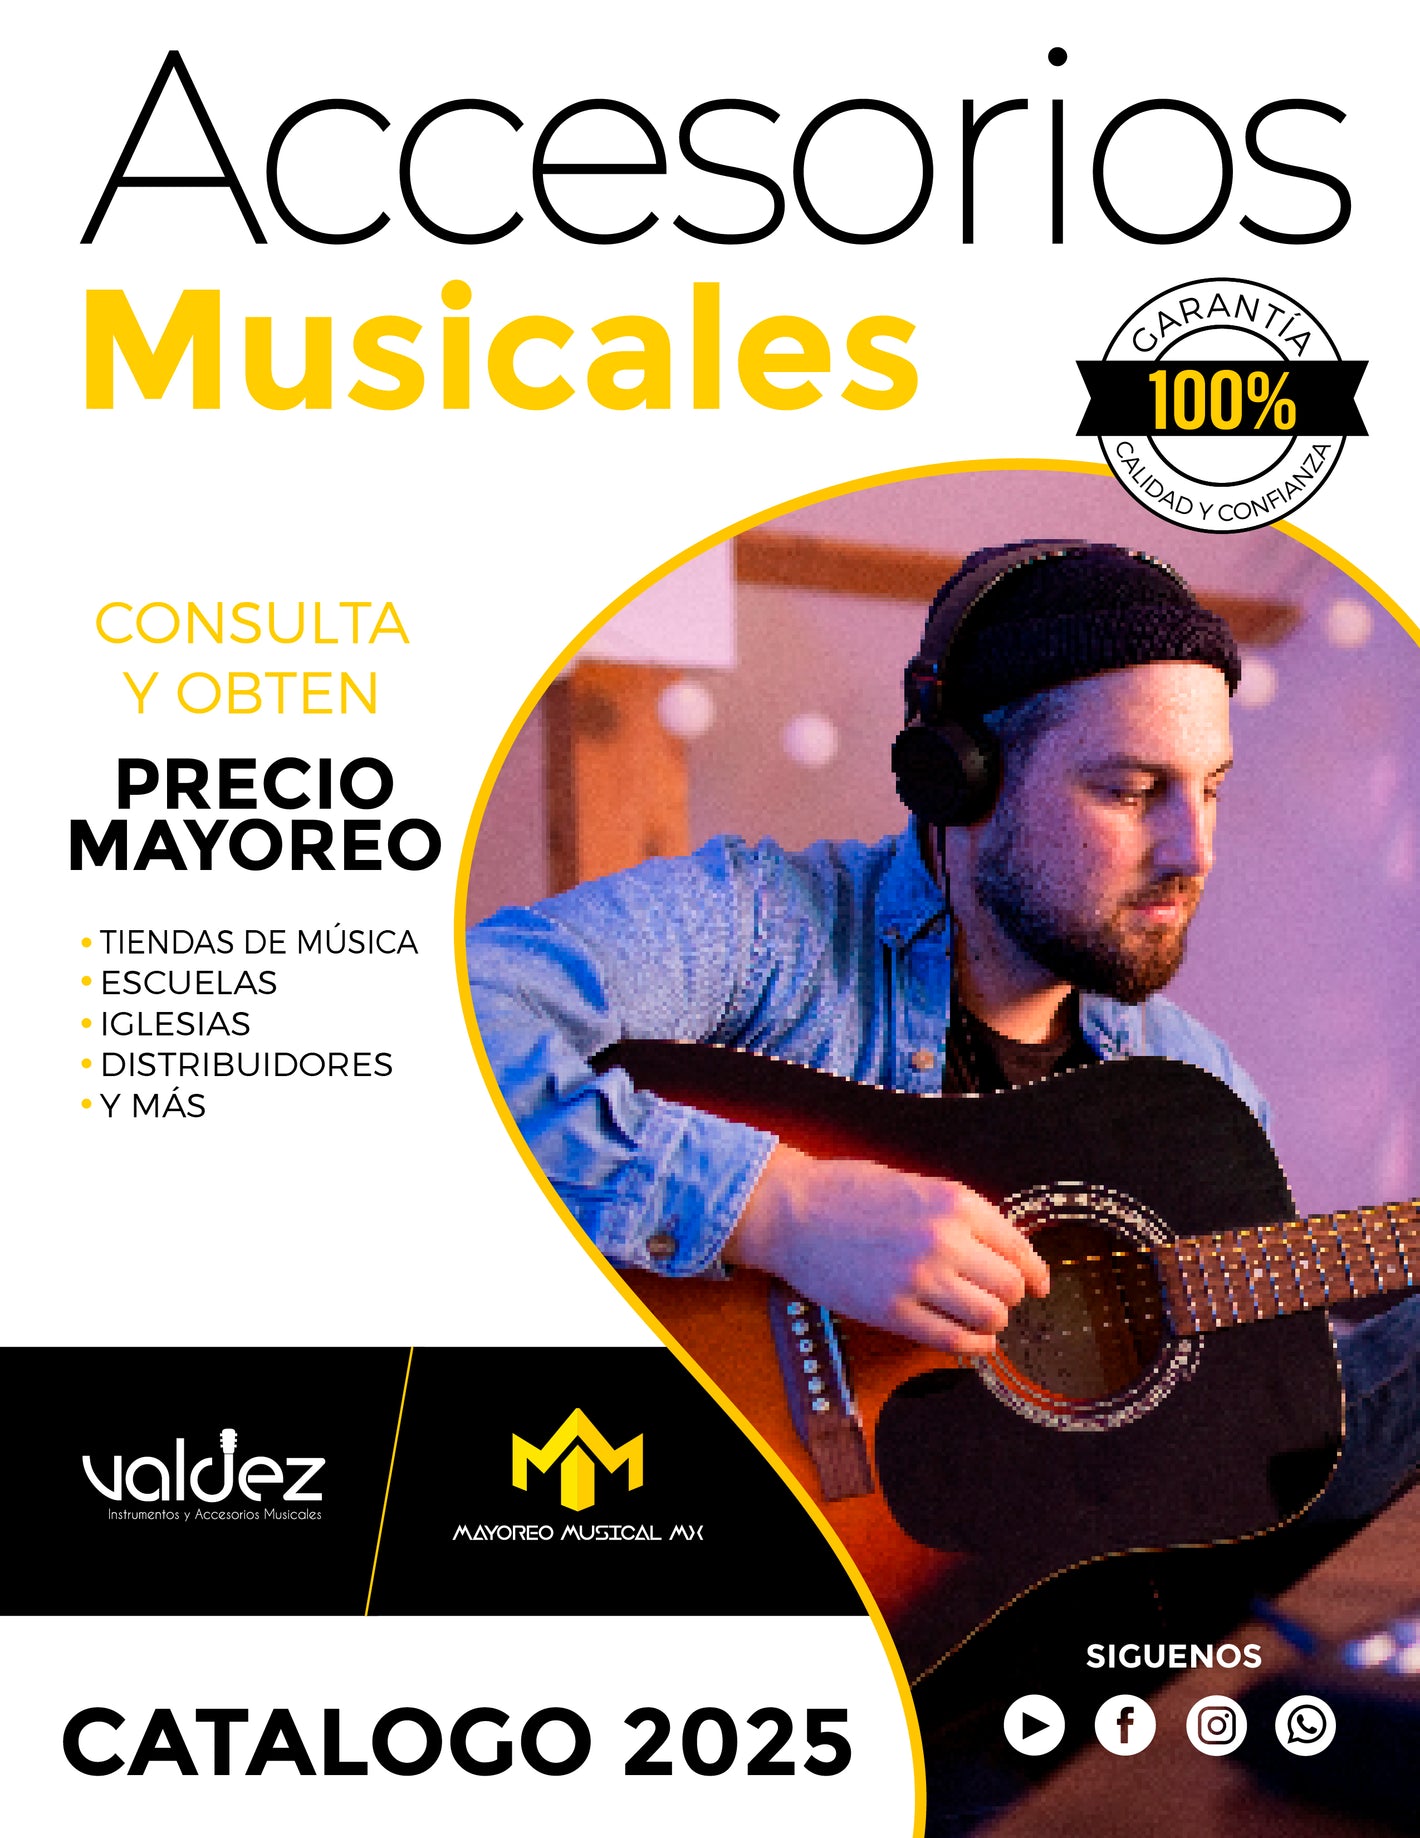 Accesorios
Musicales
GARANTÍA
100%
CALIDAD Y CONFIANZA
CONSULTA
Y OBTEN
PRECIO
MAYOREO
• TIENDAS DE MÚSICA
• ESCUELAS
• IGLESIAS
• DISTRIBUIDORES
• Y MÁS
valdez
Instrumentos y Accesorios Musicales
MAYOREO MUSICAL MX
SIGUENOS
CATALOGO 2025